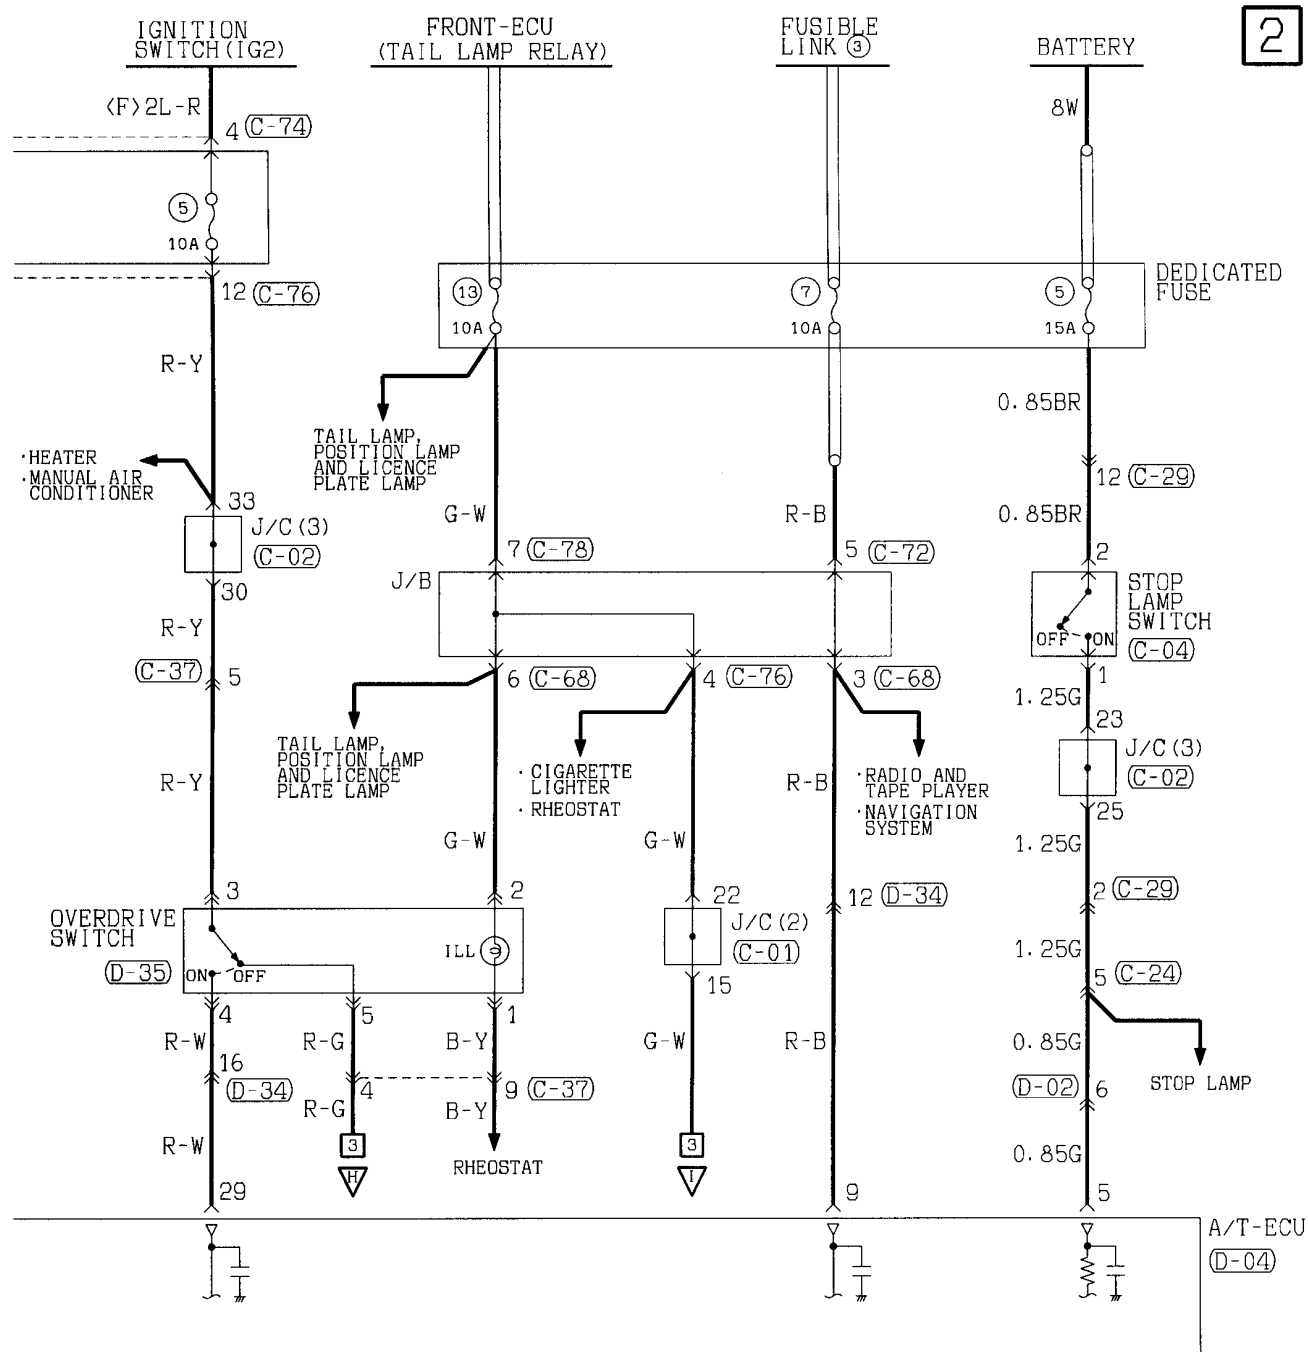 IGNITION
SWITCH(IG2)
FRONT-ECU
(TAIL LAMP RELAY)
FUSIBLE
LINK ③
BATTERY
2
<F>2L-R
4 (C-74)
8W
⑤
10A
12 (C-76)
⑬
10A
⑦
10A
⑤
15A
DEDICATED
FUSE
R-Y
0.85BR
TAIL LAMP,
POSITION LAMP
AND LICENCE
PLATE LAMP
·HEATER
·MANUAL AIR
CONDITIONER
12 (C-29)
33
J/C(3)
(C-02)
G-W
R-B
0.85BR
7 (C-78)
5 (C-72)
2
30
J/B
STOP
LAMP
SWITCH
(C-04)
OFF
ON
R-Y
(C-37)
5
6 (C-68)
4 (C-76)
3 (C-68)
1
1.25G
23
TAIL LAMP,
POSITION LAMP
AND LICENCE
PLATE LAMP
J/C(3)
(C-02)
R-Y
·CIGARETTE
LIGHTER
·RHEOSTAT
R-B
·RADIO AND
TAPE PLAYER
·NAVIGATION
SYSTEM
25
G-W
G-W
1.25G
3
2
22
12 (D-34)
2 (C-29)
OVERDRIVE
SWITCH
(D-35)
ON
OFF
ILL
J/C(2)
(C-01)
1.25G
15
5 (C-24)
4
5
1
R-W
R-G
B-Y
G-W
R-B
0.85G
16
(D-34)
4
9 (C-37)
(D-02)
6
STOP LAMP
R-G
B-Y
R-W
3
H
RHEOSTAT
3
I
0.85G
29
9
5
A/T-ECU
(D-04)